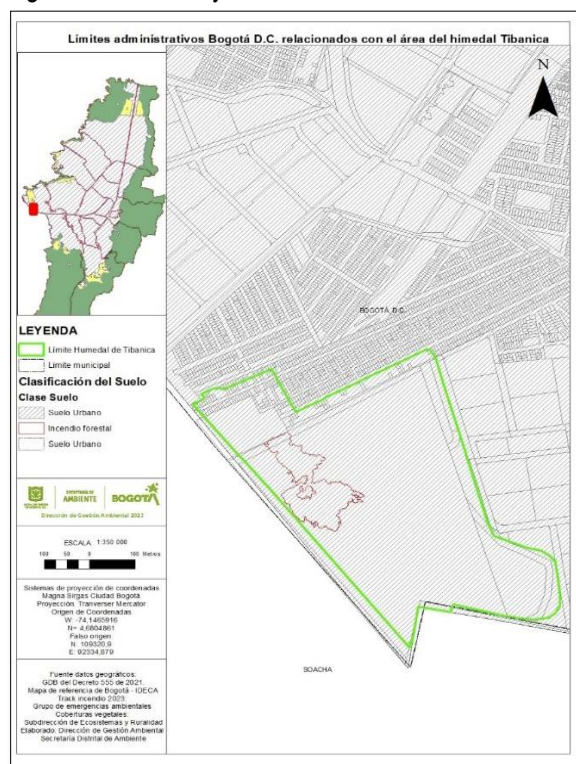 Límites administrativos Bogotá D.C. relacionados con el área del himedal Tibanica
N
BOGOTÁ D.C.
SOACHA
LEYENDA
Límite Humedal de Tibanica
Limite municipal
Clasificación del Suelo
Clase Suelo
Suelo Urbano
Incendio forestal
Suelo Urbano
SECRETARÍA DE
AMBIENTE
BOGOTÁ
Dirección de Gestión Ambiental 2023
ESCALA: 1:350 000
100 50 0 100 Metros
Sistemas de proyección de coordenadas
Magna Sirgas Ciudad Bogotá
Proyección: Tranverser Mercator
Origen de Coordenadas
W: -74,1465916
N= 4,6804861
Falso origen
N: 109320,9
E: 92334,879
Fuente datos geográficos:
GDB del Decreto 555 de 2021.
Mapa de referencia de Bogotá - IDECA
Track incendio 2023:
Grupo de emergencias ambientales
Coberturas vegetales:
Subdirección de Ecosistemas y Ruralidad
Elaborado: Dirección de Gestión Ambiental
Secretaría Distrital de Ambiente